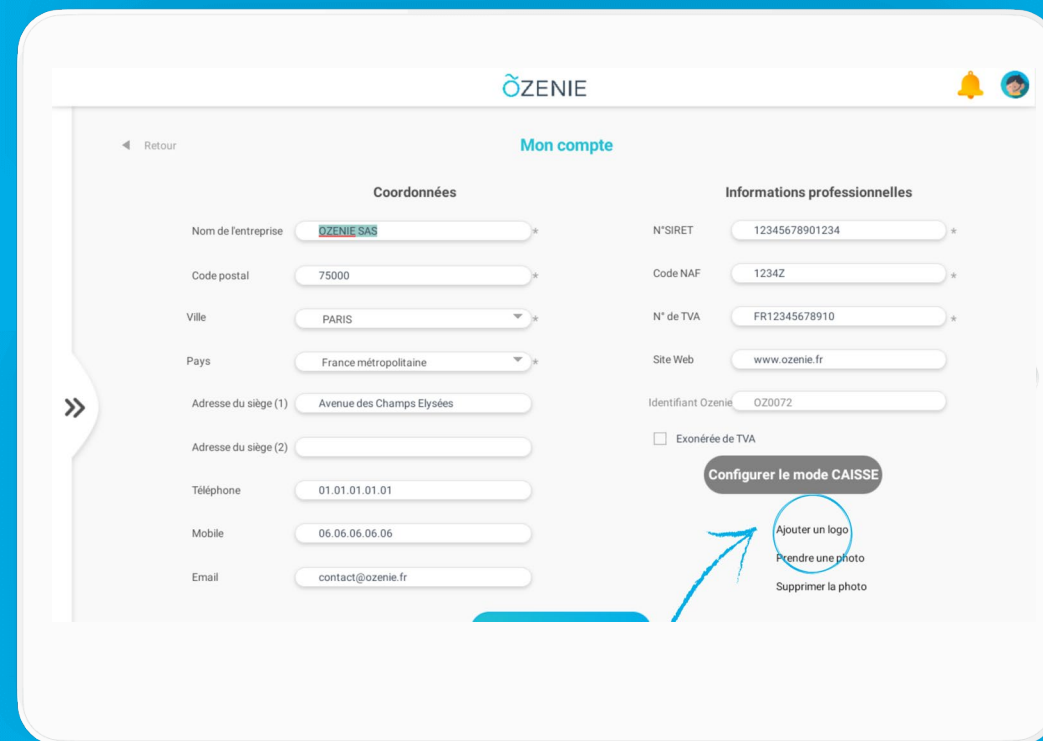 ÕZENIE
Retour
Mon compte
Coordonnées
Nom de l'entreprise OZENIE SAS *
Code postal 75000 *
Ville PARIS *
Pays France métropolitaine *
Adresse du siège (1) Avenue des Champs Elysées
Adresse du siège (2)
Téléphone 01.01.01.01.01
Mobile 06.06.06.06.06
Email contact@ozenie.fr
Informations professionnelles
N°SIRET 12345678901234 *
Code NAF 1234Z *
N° de TVA FR12345678910 *
Site Web www.ozenie.fr
Identifiant Ozenie OZ0072
Exonérée de TVA
Configurer le mode CAISSE
Ajouter un logo
Prendre une photo
Supprimer la photo